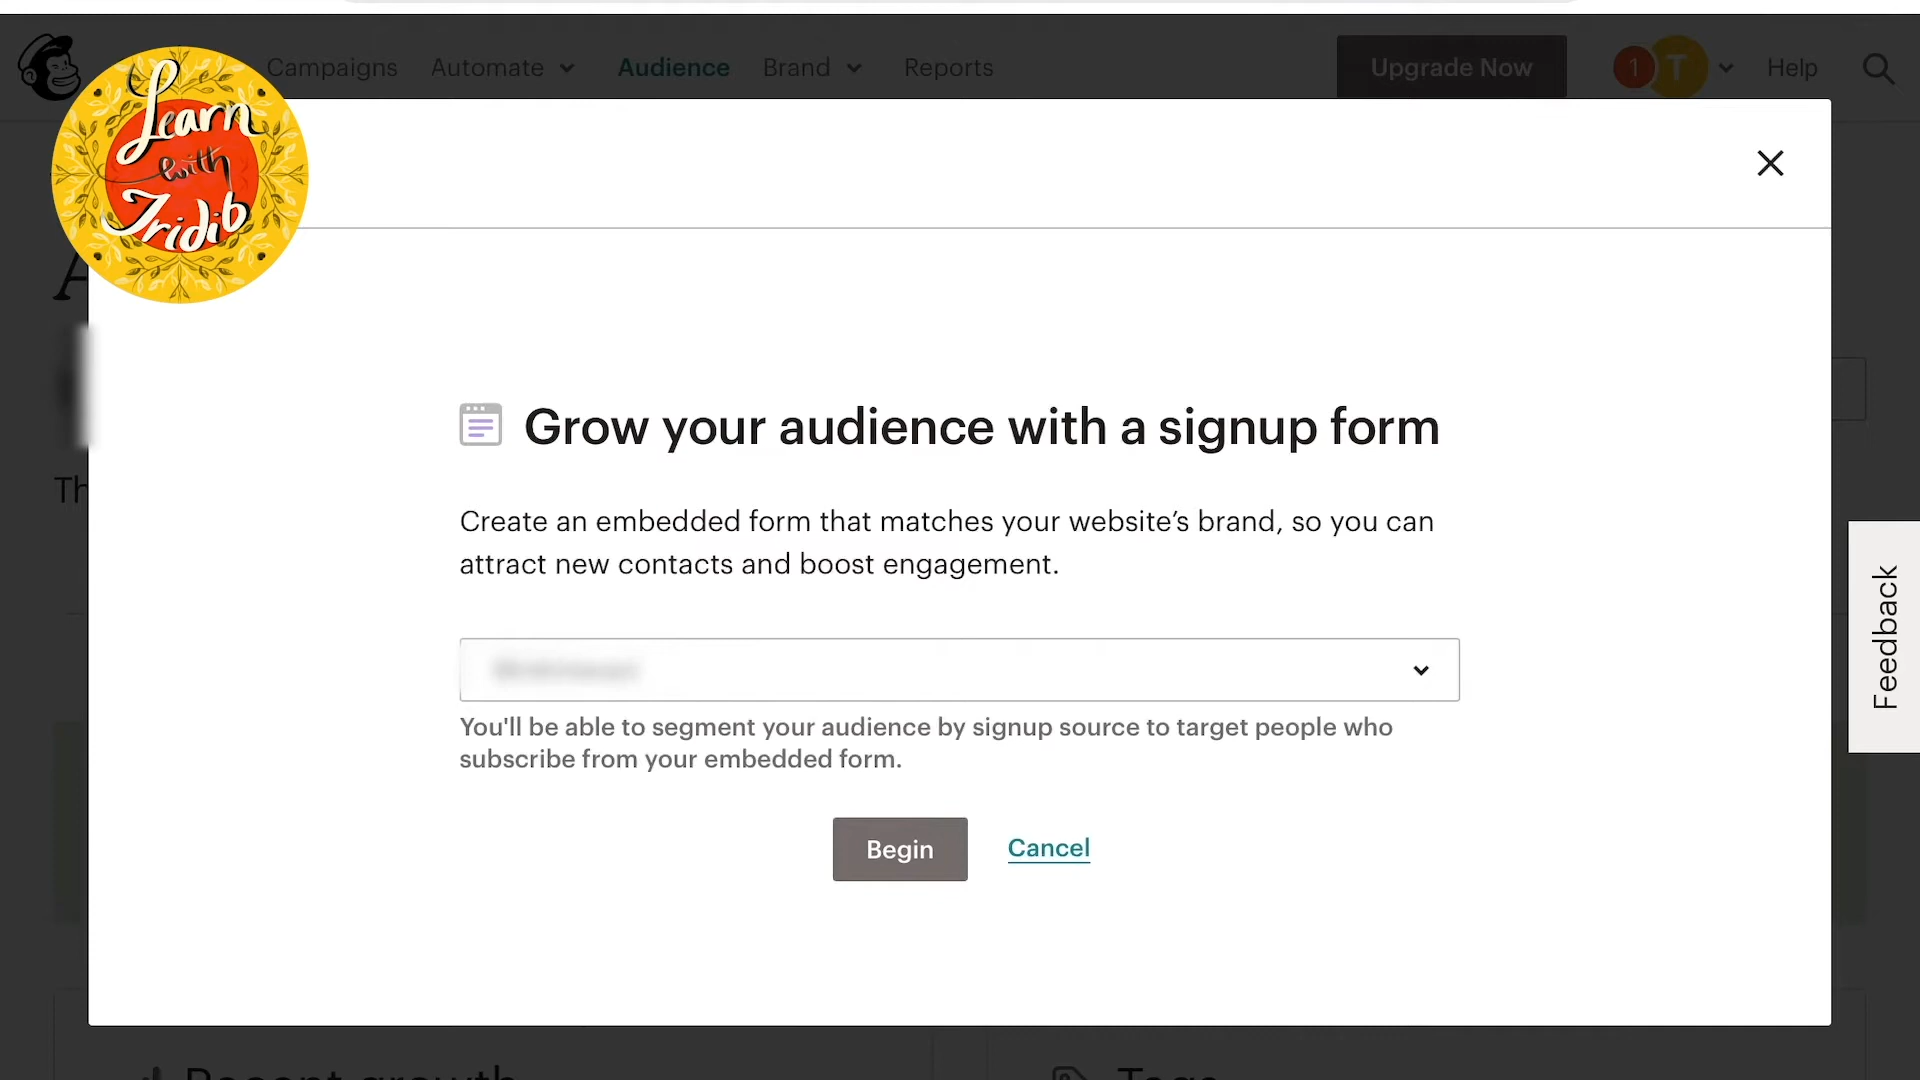 Campaigns Automate Audience Brand Reports Upgrade Now 1 T Help
Learn
with
Tridib
Grow your audience with a signup form
Create an embedded form that matches your website’s brand, so you can
attract new contacts and boost engagement.
You'll be able to segment your audience by signup source to target people who
subscribe from your embedded form.
Begin Cancel
Feedback
Recent growth
Tags